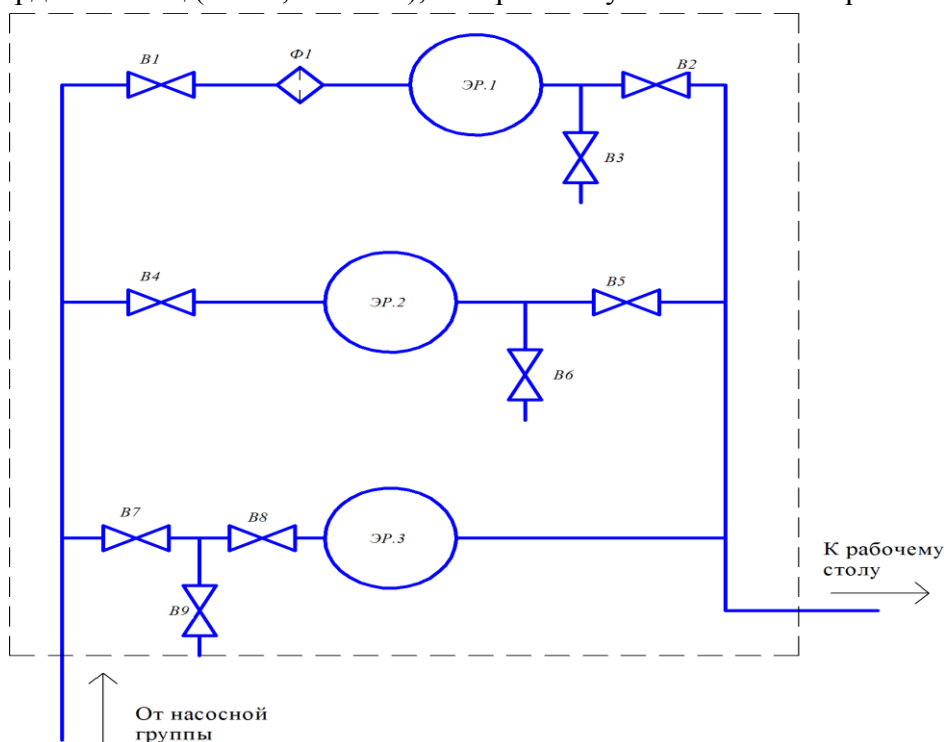 В1
Ф1
В2
ЭР.1
В3
В4
ЭР.2
В5
В6
В7
В8
ЭР.3
В9
К рабочему
столу
От насосной
группы